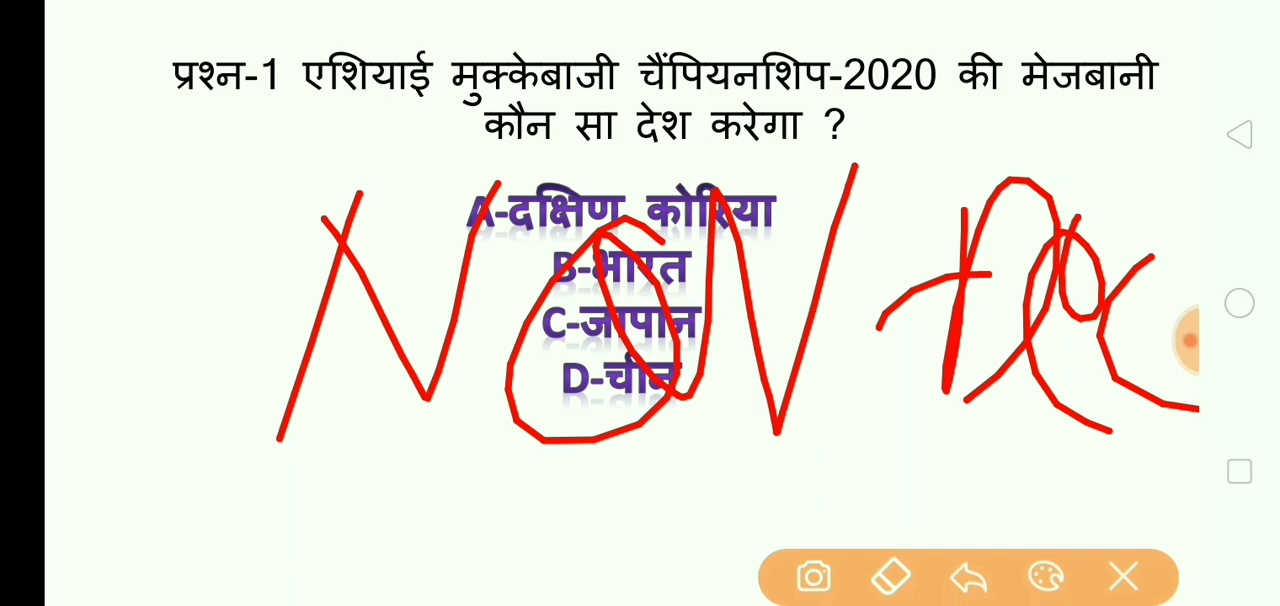 प्रश्न-1 एशियाई मुक्केबाजी चैंपियनशिप-2020 की मेजबानी
कौन सा देश करेगा ?
A-दक्षिण कोरिया
B-भारत
C-जापान
D-चीन